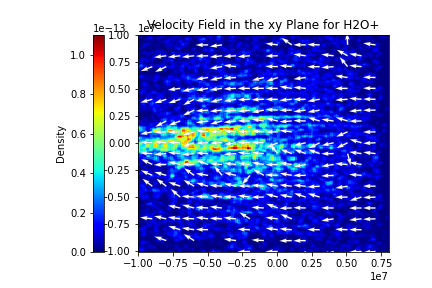 Velocity Field in the xy Plane for H2O+
1e−13
1e7
Density
1.0
0.8
0.6
0.4
0.2
0.0
1.00
0.75
0.50
0.25
0.00
−0.25
−0.50
−0.75
−1.00
−1.00 −0.75 −0.50 −0.25 0.00 0.25 0.50 0.75
1e7